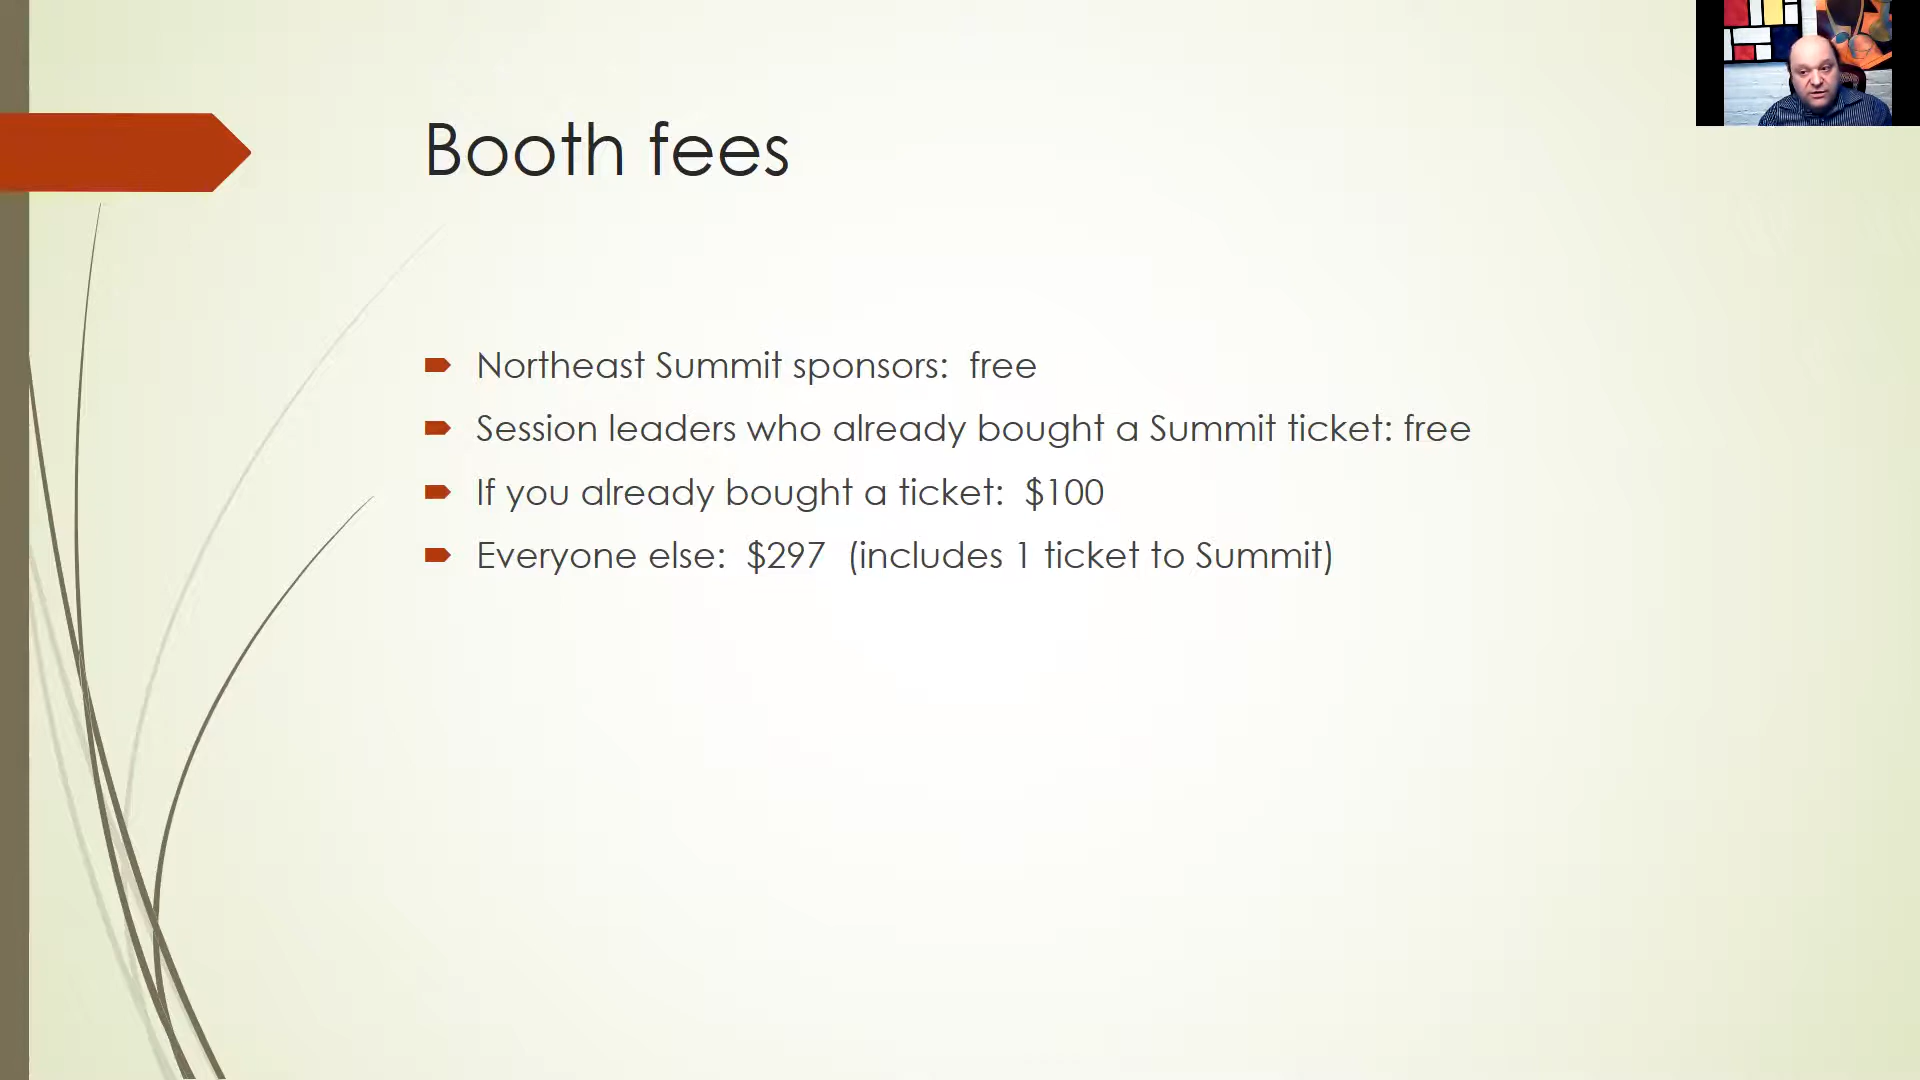 Booth fees
Northeast Summit sponsors:  free
Session leaders who already bought a Summit ticket: free
If you already bought a ticket:  $100
Everyone else:  $297  (includes 1 ticket to Summit)